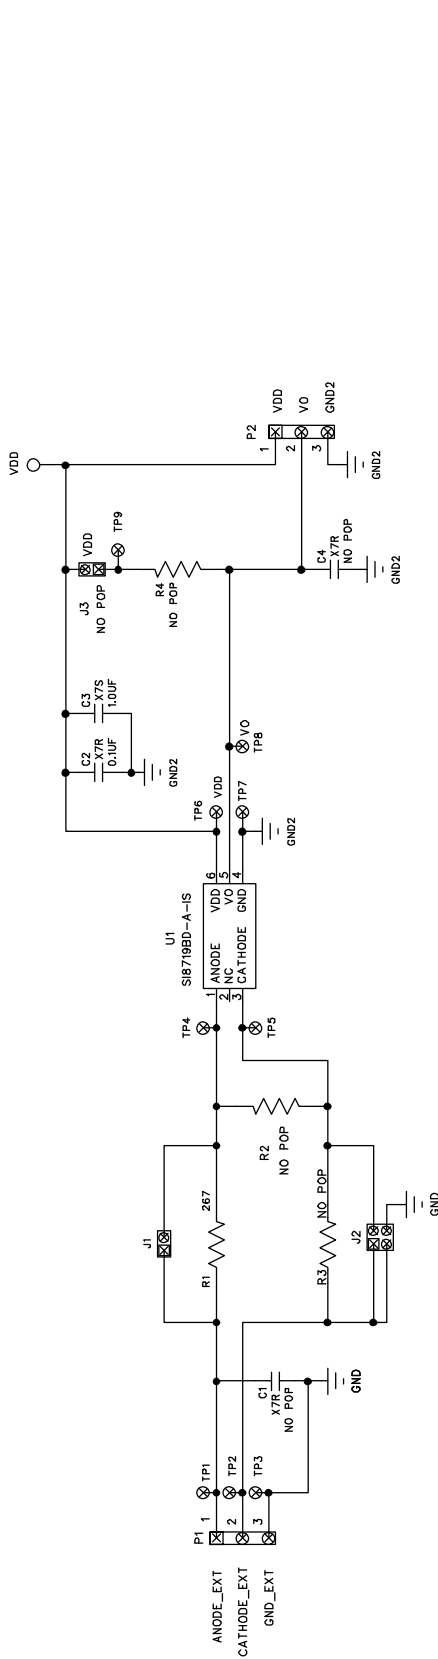 VDD
P2
VDD
VO
GND2
1
2
3
GND2
VDD
J3
NO POP
TP9
R4
NO POP
C4
X7R
NO POP
GND2
C3
X7S
1.0UF
C2
X7R
0.1UF
GND2
VO
TP8
TP6
VDD
TP7
GND2
U1
SI8719BD-A-IS
6
5
4
VDD
VO
GND
ANODE
NC
CATHODE
1
2
3
TP4
TP5
R2
NO POP
J1
R1
267
R3
NO POP
J2
GND
C1
X7R
NO POP
GND
TP1
TP2
TP3
P1
1
2
3
ANODE_EXT
CATHODE_EXT
GND_EXT